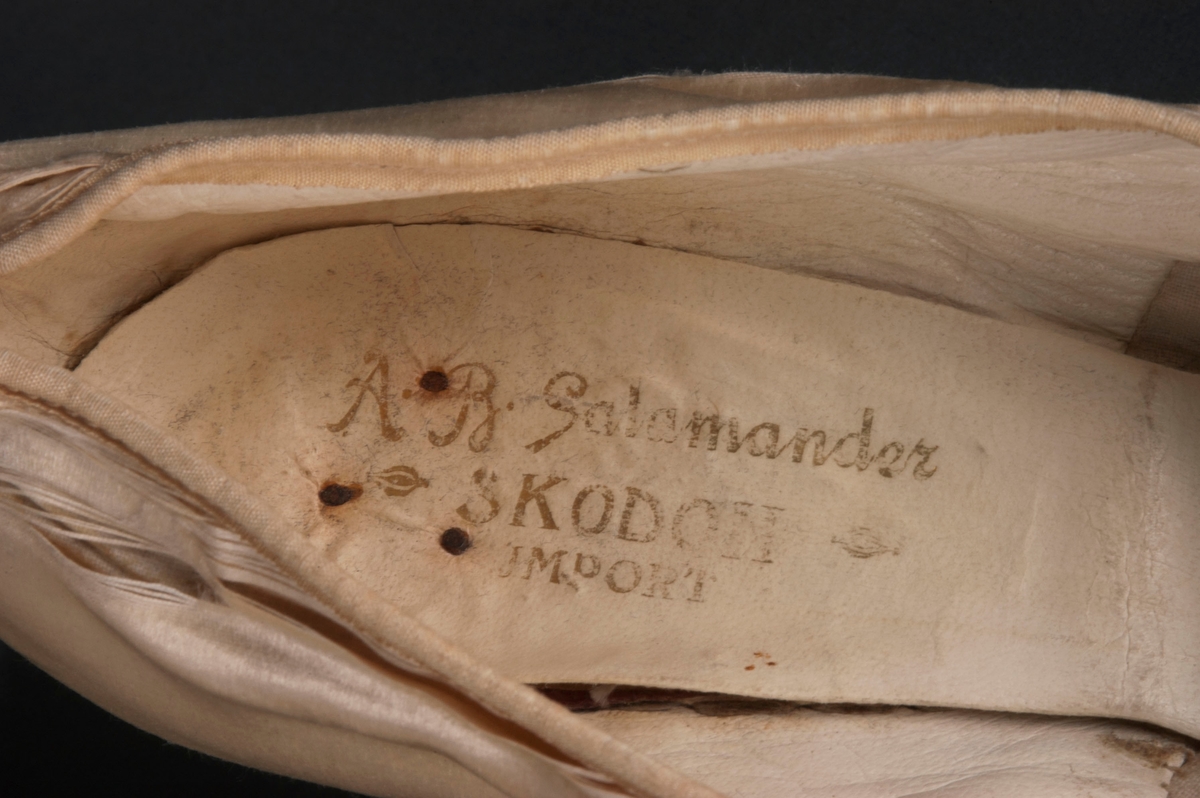 A. B. Salamander
SKODON
IMPORT